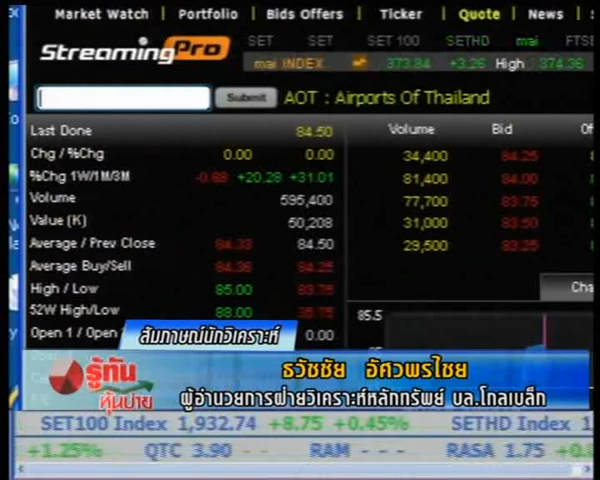 Market Watch Portfolio Bids Offers Ticker Quote News
StreamingPro
SET SET SET 100 SETHD mai FTSE
mai INDEX 373.84 +3.26 High 374.36
Submit AOT : Airports Of Thailand
Last Done 84.50
Volume Bid
Chg / %Chg 0.00 0.00
34,400 84.25
%Chg 1W/1M/3M -0.88 +20.28 +31.01
81,400 84.00
Volume 595,400
77,700 83.75
Value (K) 50,208
31,000 83.50
Average / Prev Close 84.33 84.50
29,500 83.25
Average Buy/Sell 84.36 84.25
High / Low 85.00 83.75
52W High/Low 88.00
85.5
Open 1 / Open 0.00
สัมภาษณ์นักวิเคราะห์
รู้ทัน
หุ้นบ่าย
ธวัชชัย อัศวพรไชย
ผู้อำนวยการฝ่ายวิเคราะห์หลักทรัพย์ บล.โกลเบล็ก
SET100 Index 1,932.74 +8.75 +0.45% SETHD Index
+1.25% QTC 3.90 - - RAM - - - RASA 1.75